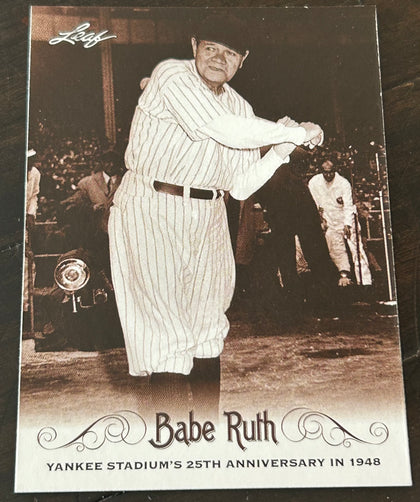 Leaf
Babe Ruth
YANKEE STADIUM'S 25TH ANNIVERSARY IN 1948